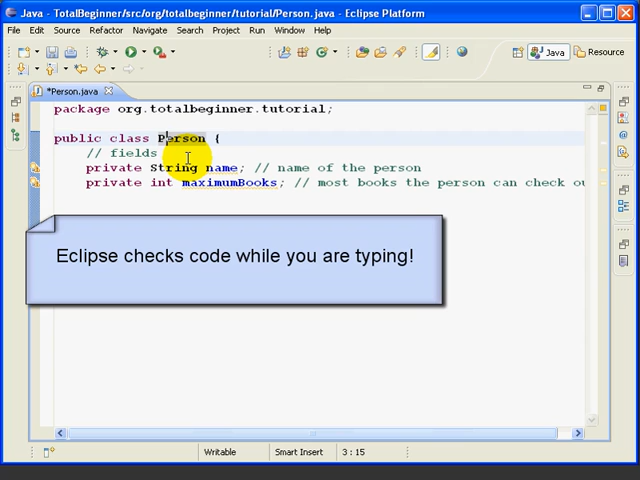 Java - TotalBeginner/src/org/totalbeginner/tutorial/Person.java - Eclipse Platform
File Edit Source Refactor Navigate Search Project Run Window Help
Java Resource
*Person.java
package org.totalbeginner.tutorial;
public class Person {
// fields
private String name; // name of the person
private int maximumBooks; // most books the person can check ou
Eclipse checks code while you are typing!
Writable Smart Insert 3 : 15